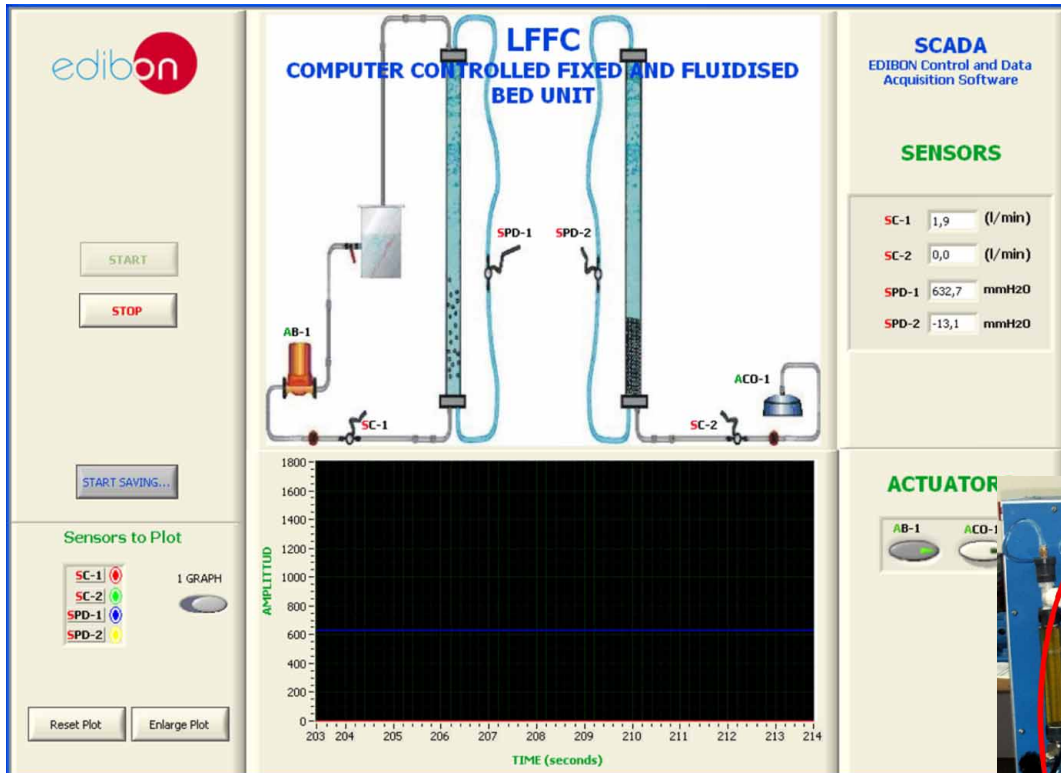 edibon
START
STOP
START SAVING...
Sensors to Plot
SC-1
SC-2
SPD-1
SPD-2
1 GRAPH
Reset Plot
Enlarge Plot
LFFC
COMPUTER CONTROLLED FIXED AND FLUIDISED
BED UNIT
SPD-1
SPD-2
AB-1
ACO-1
SC-1
SC-2
AMPLITTUD
1800
1600
1400
1200
1000
800
600
400
200
0
203 204 205 206 207 208 209 210 211 212 213 214
TIME (seconds)
SCADA
EDIBON Control and Data
Acquisition Software
SENSORS
SC-1 1,9 (l/min)
SC-2 0,0 (l/min)
SPD-1 632,7 mmH2O
SPD-2 -13,1 mmH2O
ACTUATOR
AB-1 ACO-1